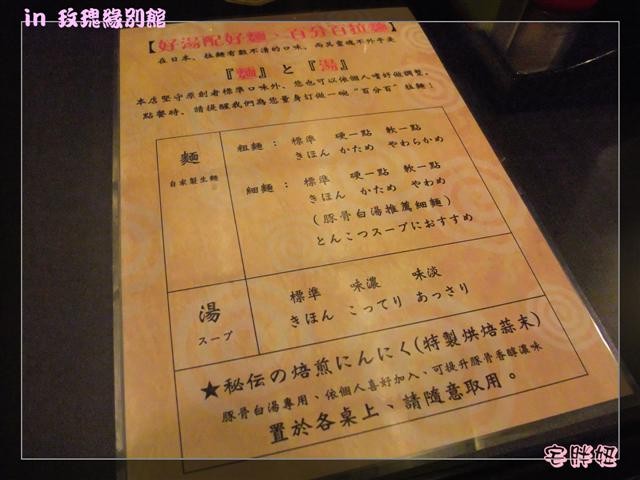 in 玫瑰緣別館
【好湯配好麵、百分百拉麵】
在日本、拉麵有數不清的口味、而其靈魂不外乎是
『麵』と『湯』
本店堅守原創者標準口味外、您也可以依個人嗜好做調整。
點餐時、請提醒我們為您量身訂做一碗"百分百"拉麵！
麵
自家製生麵
粗麵： 標準 硬一點 軟一點
きほん かため やわらかめ
細麵： 標準 硬一點 軟一點
きほん かため やわめ
(豚骨白湯推薦細麵)
とんこつスープにおすすめ
湯
スープ
標準 味濃 味淡
きほん こってり あっさり
★秘伝の焙煎にんにく(特製烘焙蒜末)
豚骨白湯專用、依個人喜好加入、可提升豚骨香醇濃味
置於各桌上、請隨意取用。
宅胖妞